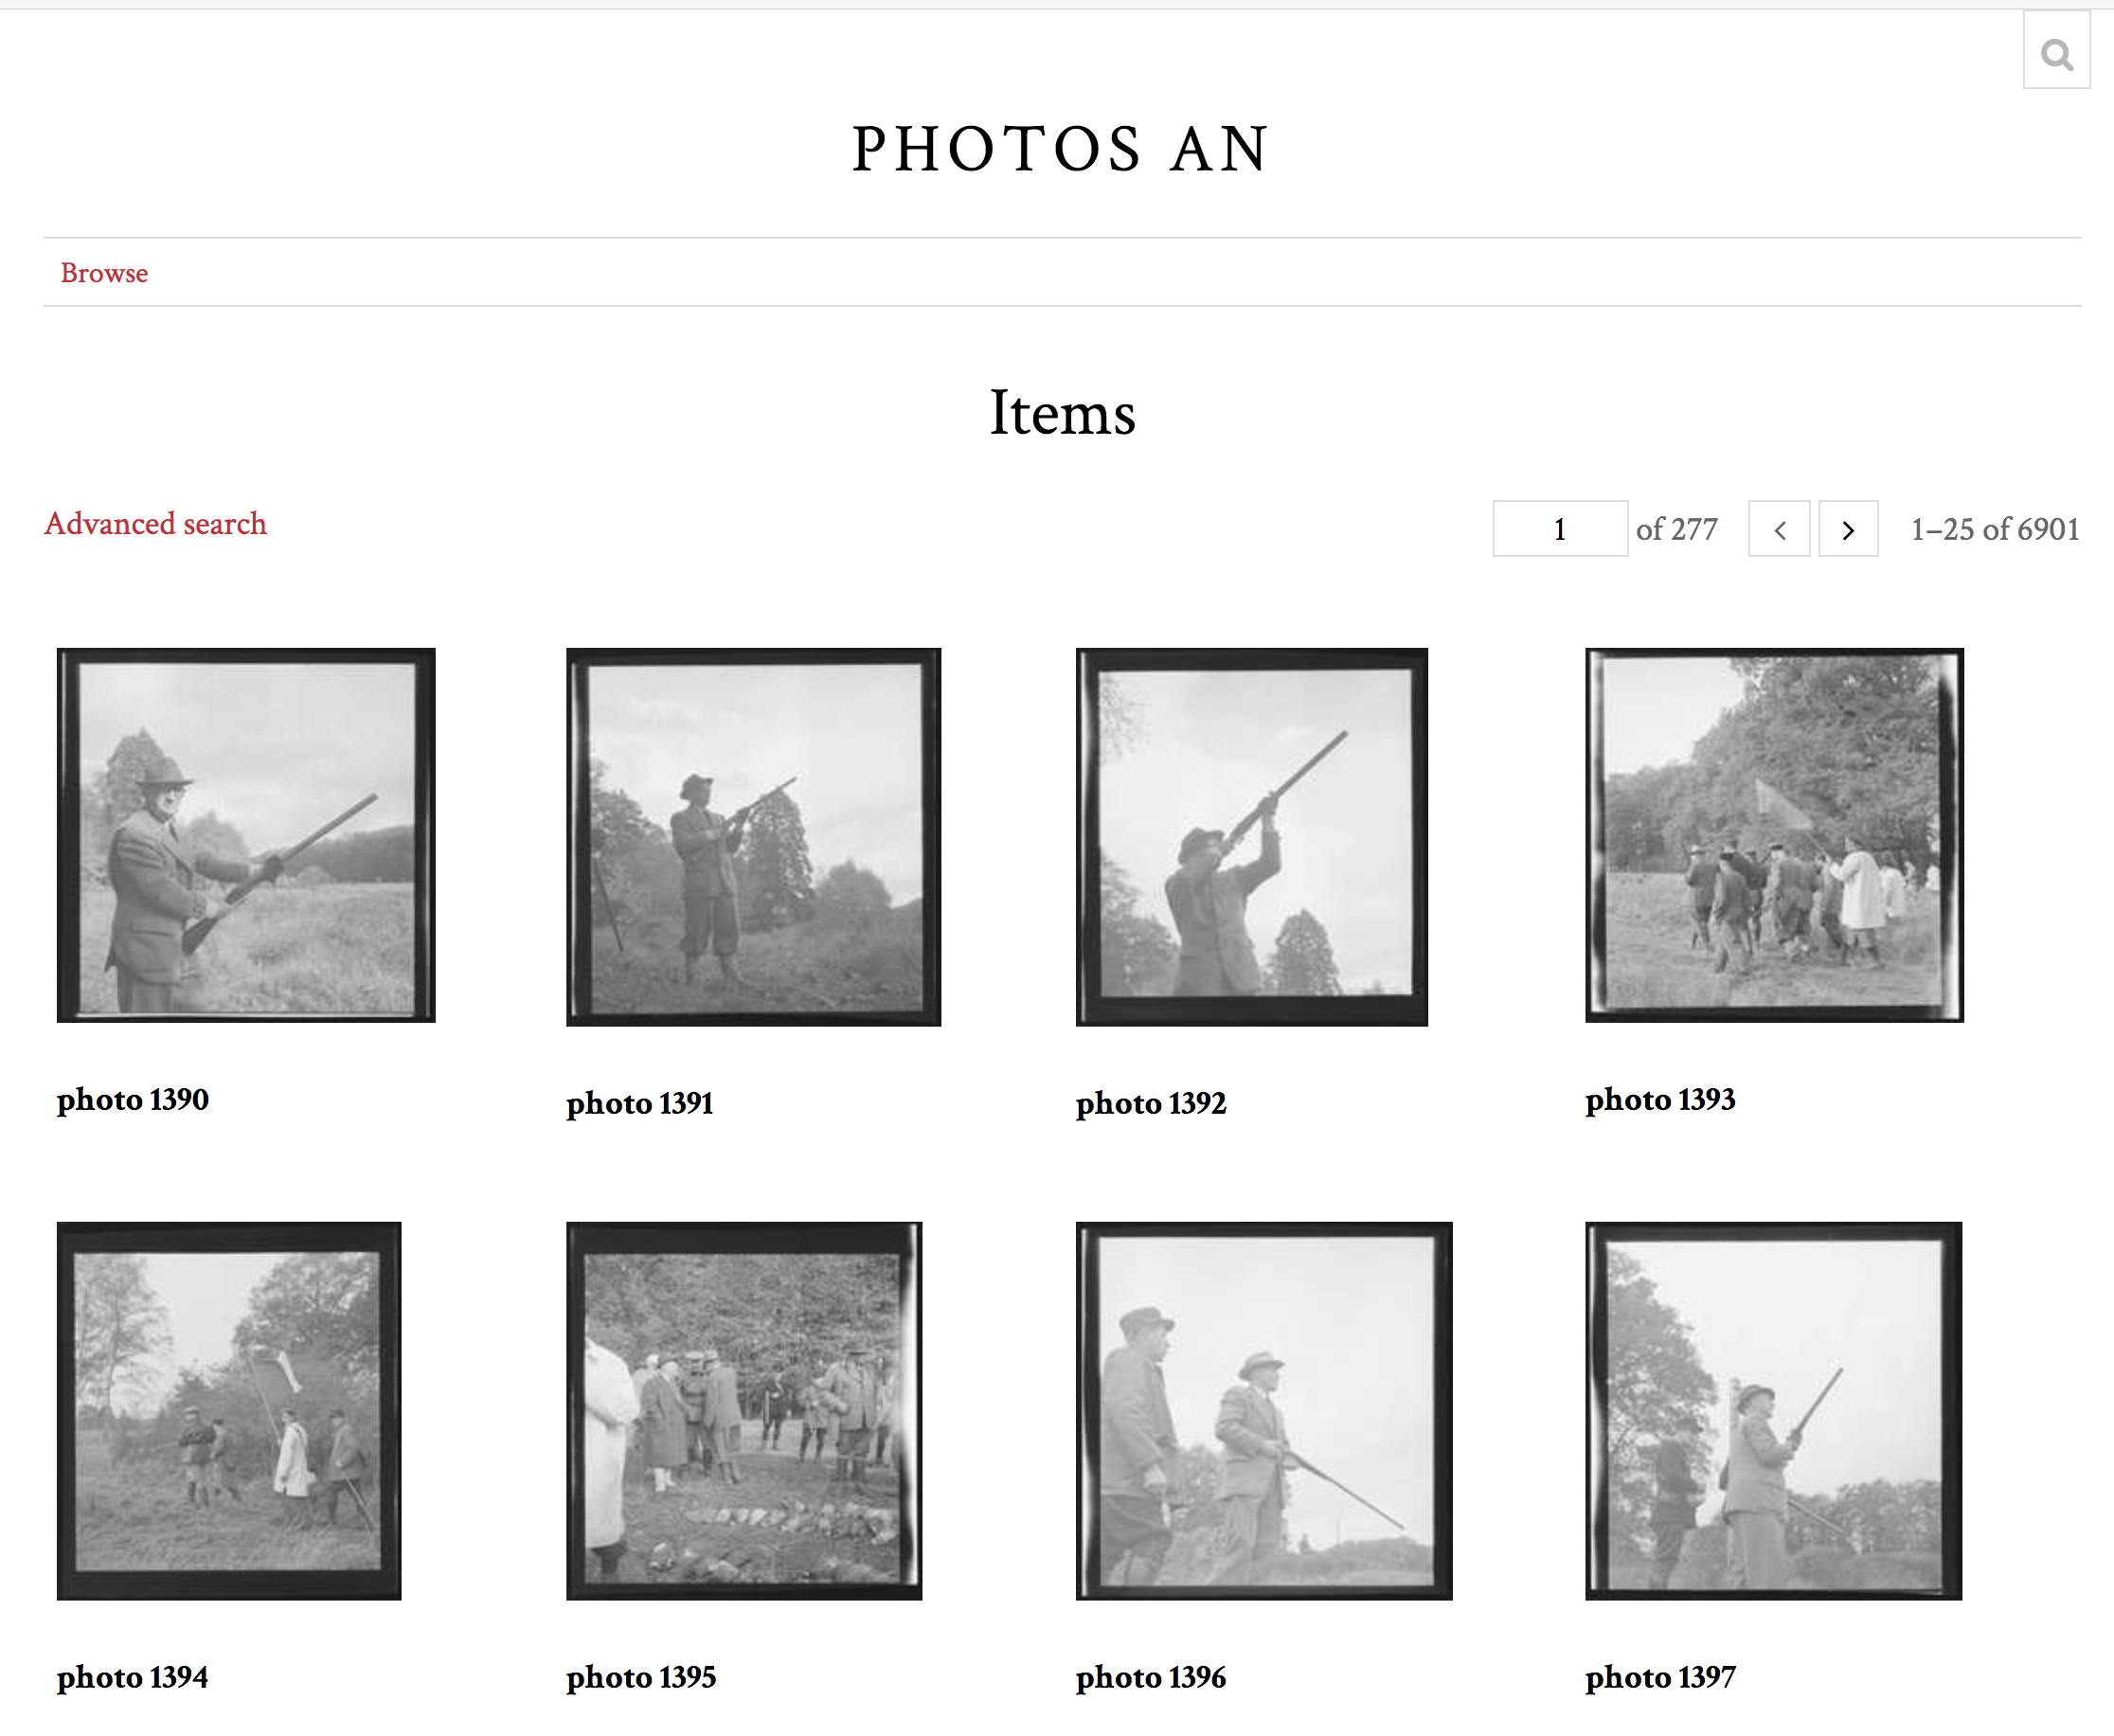 PHOTOS AN
Browse
Items
Advanced search
1 of 277 1–25 of 6901
photo 1390
photo 1391
photo 1392
photo 1393
photo 1394
photo 1395
photo 1396
photo 1397